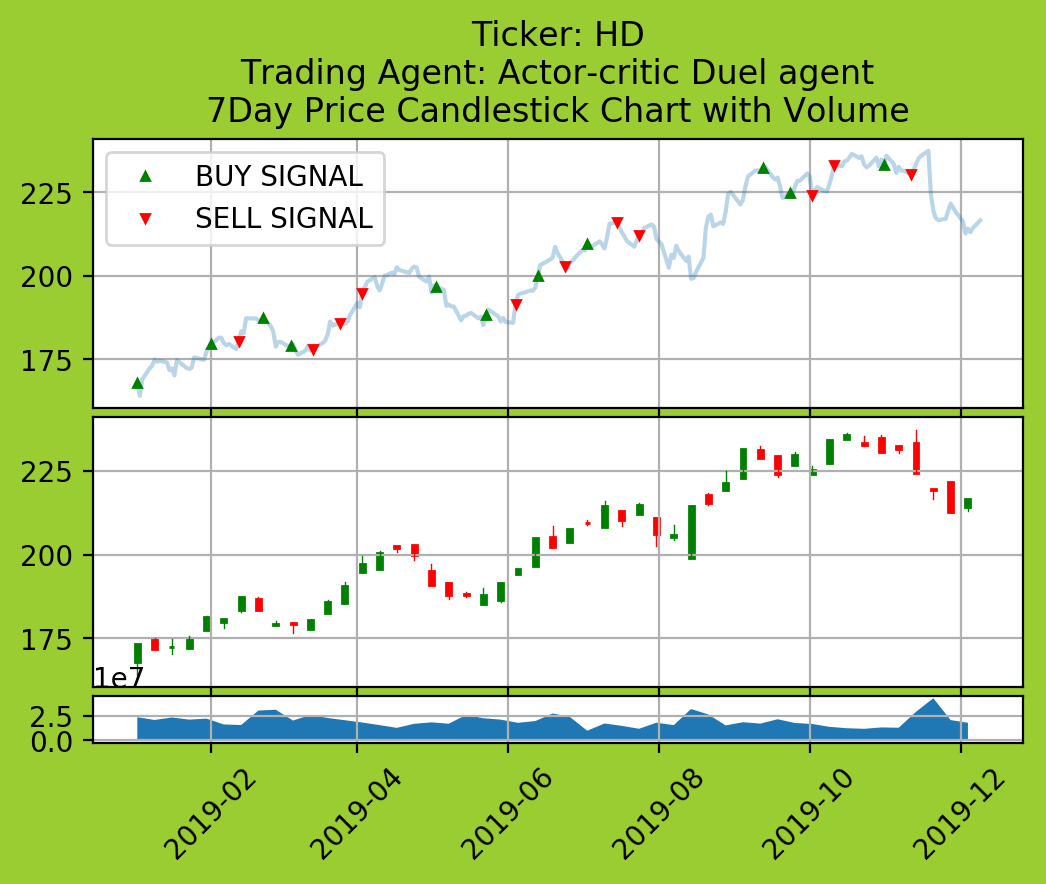 Ticker: HD
Trading Agent: Actor-critic Duel agent
7Day Price Candlestick Chart with Volume
BUY SIGNAL
SELL SIGNAL
225
200
175
225
200
175
1e7
2.5
0.0
2019-02
2019-04
2019-06
2019-08
2019-10
2019-12